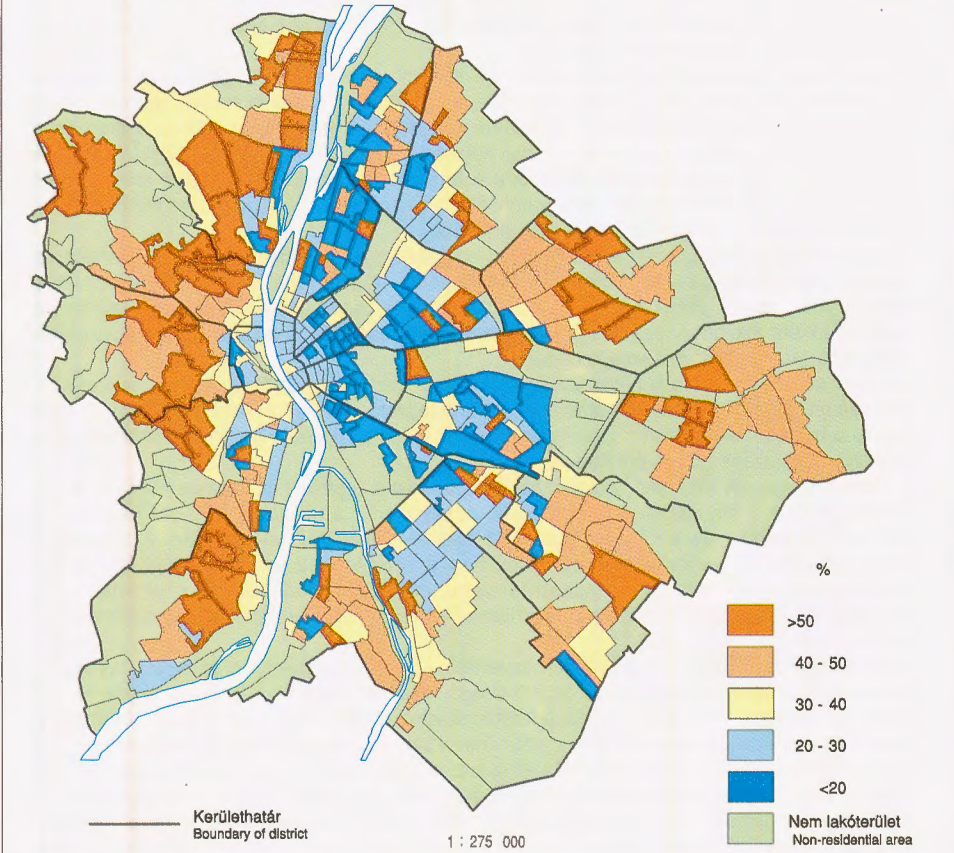 %
>50
40 - 50
30 - 40
20 - 30
<20
Nem lakóterület
Non-residential area
Kerülethatár
Boundary of district
1 : 275 000